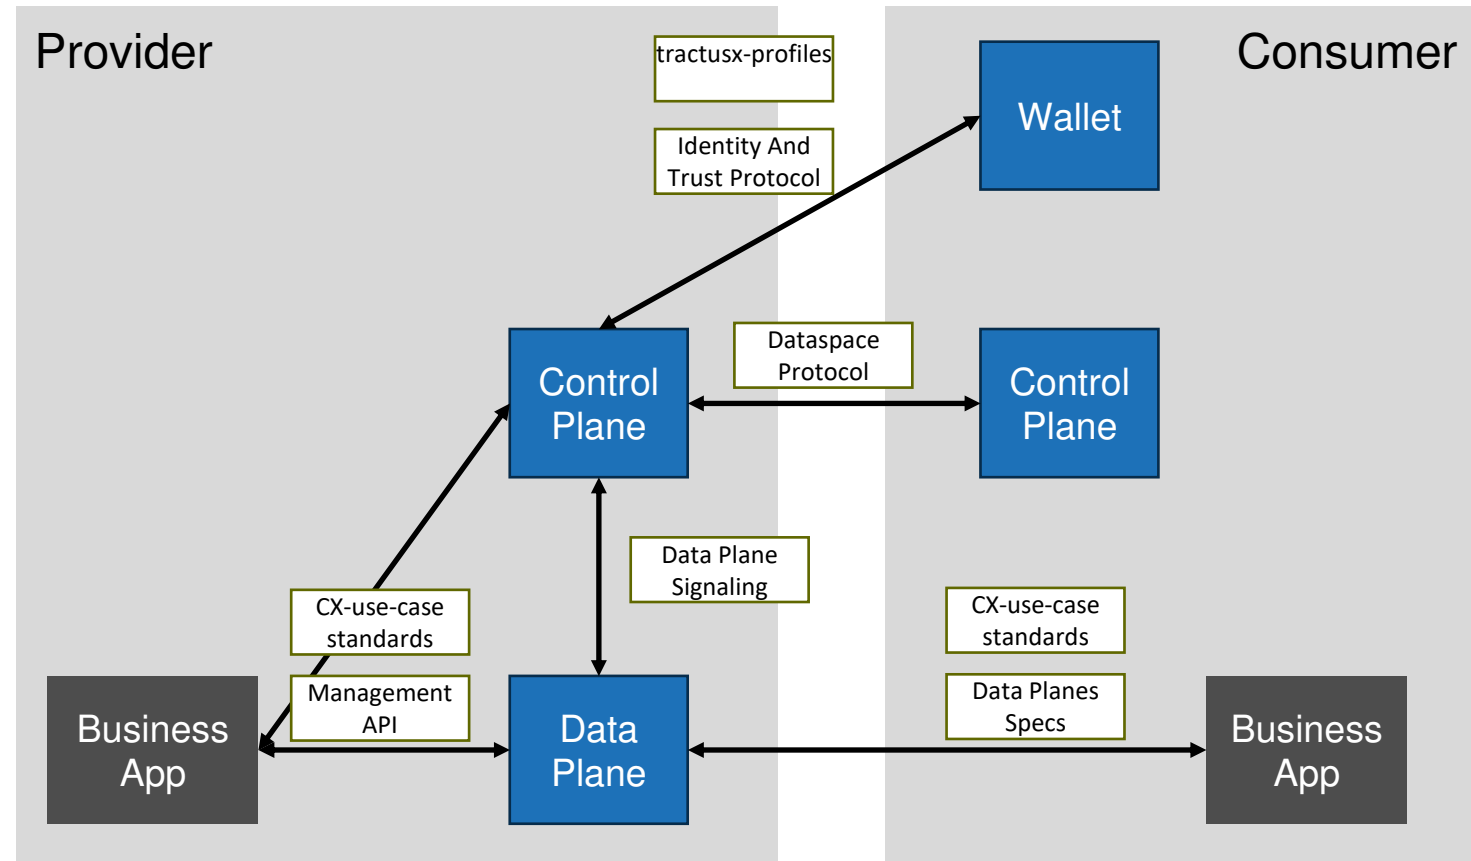 Provider
tractusx-profiles
Consumer
Wallet
Identity And
Trust Protocol
Dataspace
Protocol
Control
Plane
Control
Plane
Data Plane
Signaling
CX-use-case
standards
CX-use-case
standards
Management
API
Data Planes
Specs
Business
App
Data
Plane
Business
App